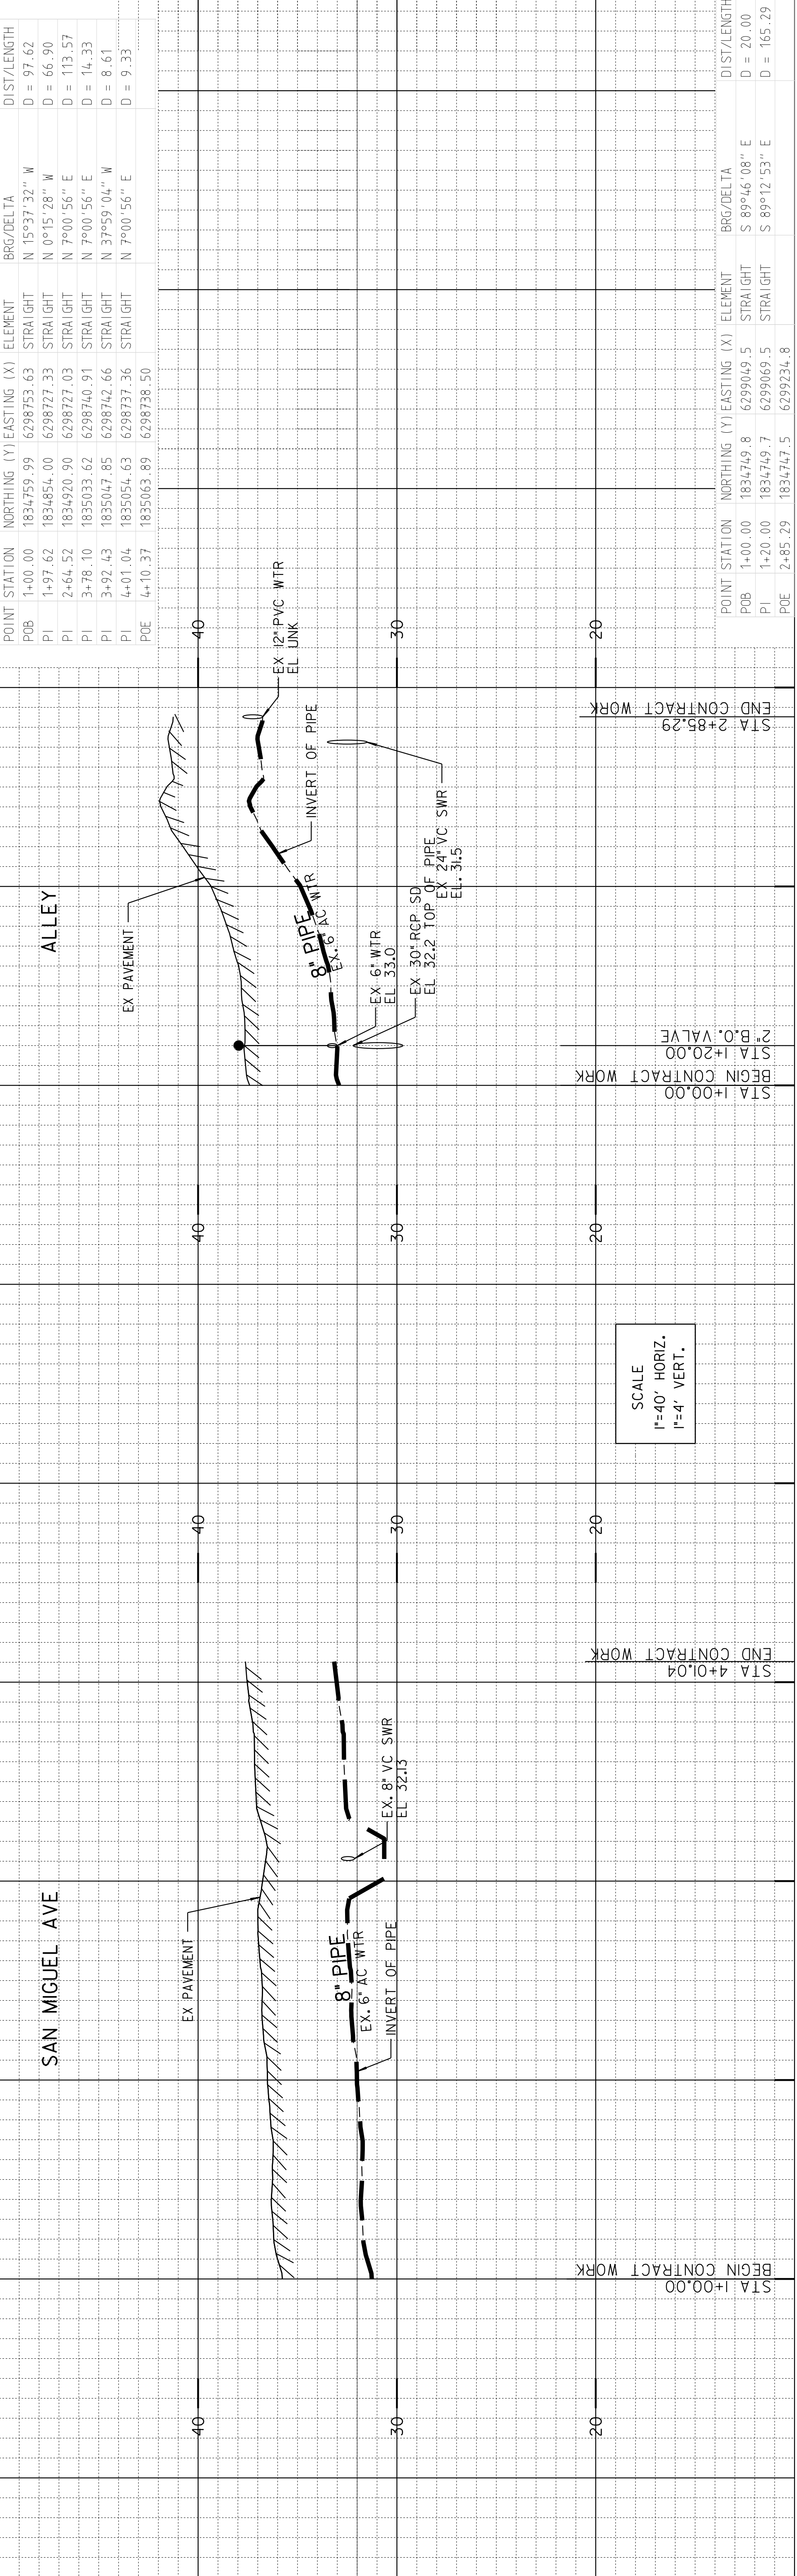 SAN MIGUEL AVE
EX PAVEMENT
8" PIPE
EX. 6" AC WTR
INVERT OF PIPE
EX. 8" VC SWR
EL 32.13
40
30
20
STA 1+00.00
BEGIN CONTRACT WORK
STA 4+01.04
END CONTRACT WORK
40
30
20
SCALE
1"=40' HORIZ.
1"=4' VERT.
ALLEY
EX PAVEMENT
8" PIPE
EX. 6" AC WTR
INVERT OF PIPE
EX 12" PVC WTR
EL UNK
EX 6" WTR
EL 33.0
EX 30" RCP SD
EL 32.2 TOP OF PIPE
EX 24" VC SWR
EL. 31.5
40
30
20
STA 1+00.00
BEGIN CONTRACT WORK
STA 1+20.00
2" B.O. VALVE
STA 2+85.29
END CONTRACT WORK
40
30
20
POINT STATION NORTHING (Y) EASTING (X) ELEMENT BRG/DELTA DIST/LENGTH
POB 1+00.00 1834759.99 6298753.63 STRAIGHT N 15°37'32" W D = 97.62
PI 1+97.62 1834854.00 6298727.33 STRAIGHT N 0°15'28" W D = 66.90
PI 2+64.52 1834920.90 6298727.03 STRAIGHT N 7°00'56" E D = 113.57
PI 3+78.10 1835033.62 6298740.91 STRAIGHT N 7°00'56" E D = 14.33
PI 3+92.43 1835047.85 6298742.66 STRAIGHT N 37°59'04" W D = 8.61
PI 4+01.04 1835054.63 6298737.36 STRAIGHT N 7°00'56" E D = 9.33
POE 4+10.37 1835063.89 6298738.50
POINT STATION NORTHING (Y) EASTING (X) ELEMENT BRG/DELTA DIST/LENGTH
POB 1+00.00 1834749.8 6299049.5 STRAIGHT S 89°46'08" E D = 20.00
PI 1+20.00 1834749.7 6299069.5 STRAIGHT S 89°12'53" E D = 165.29
POE 2+85.29 1834747.5 6299234.8